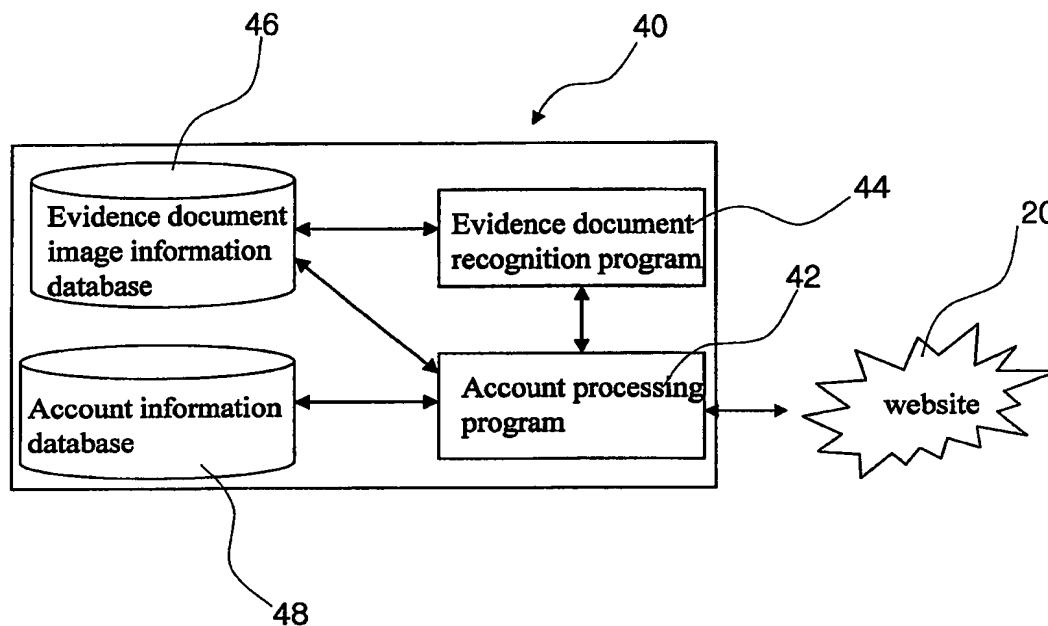 46
40
Evidence document
image information
database
Evidence document
recognition program
44
20
42
Account information
database
Account processing
program
website
48